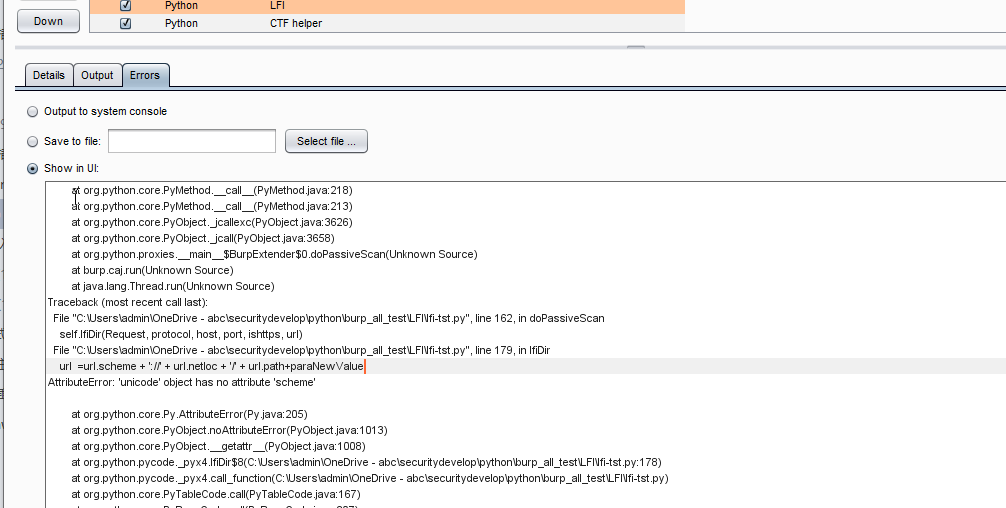 Python LFI
Down
Python CTF helper
Details Output Errors
Output to system console
Save to file: Select file ...
Show in UI:
at org.python.core.PyMethod.__call__(PyMethod.java:218)
at org.python.core.PyMethod.__call__(PyMethod.java:213)
at org.python.core.PyObject._jcallexc(PyObject.java:3626)
at org.python.core.PyObject._jcall(PyObject.java:3658)
at org.python.proxies.__main__$BurpExtender$0.doPassiveScan(Unknown Source)
at burp.caj.run(Unknown Source)
at java.lang.Thread.run(Unknown Source)
Traceback (most recent call last):
File "C:\Users\admin\OneDrive - abc\securitydevelop\python\burp_all_test\LFI\lfi-tst.py", line 162, in doPassiveScan
self.lfiDir(Request, protocol, host, port, ishttps, url)
File "C:\Users\admin\OneDrive - abc\securitydevelop\python\burp_all_test\LFI\lfi-tst.py", line 179, in lfiDir
url =url.scheme + '://' + url.netloc + '/' + url.path+paraNewValue
AttributeError: 'unicode' object has no attribute 'scheme'
at org.python.core.Py.AttributeError(Py.java:205)
at org.python.core.PyObject.noAttributeError(PyObject.java:1013)
at org.python.core.PyObject.__getattr__(PyObject.java:1008)
at org.python.pycode._pyx4.lfiDir$8(C:\Users\admin\OneDrive - abc\securitydevelop\python\burp_all_test\LFI\lfi-tst.py:178)
at org.python.pycode._pyx4.call_function(C:\Users\admin\OneDrive - abc\securitydevelop\python\burp_all_test\LFI\lfi-tst.py)
at org.python.core.PyTableCode.call(PyTableCode.java:167)